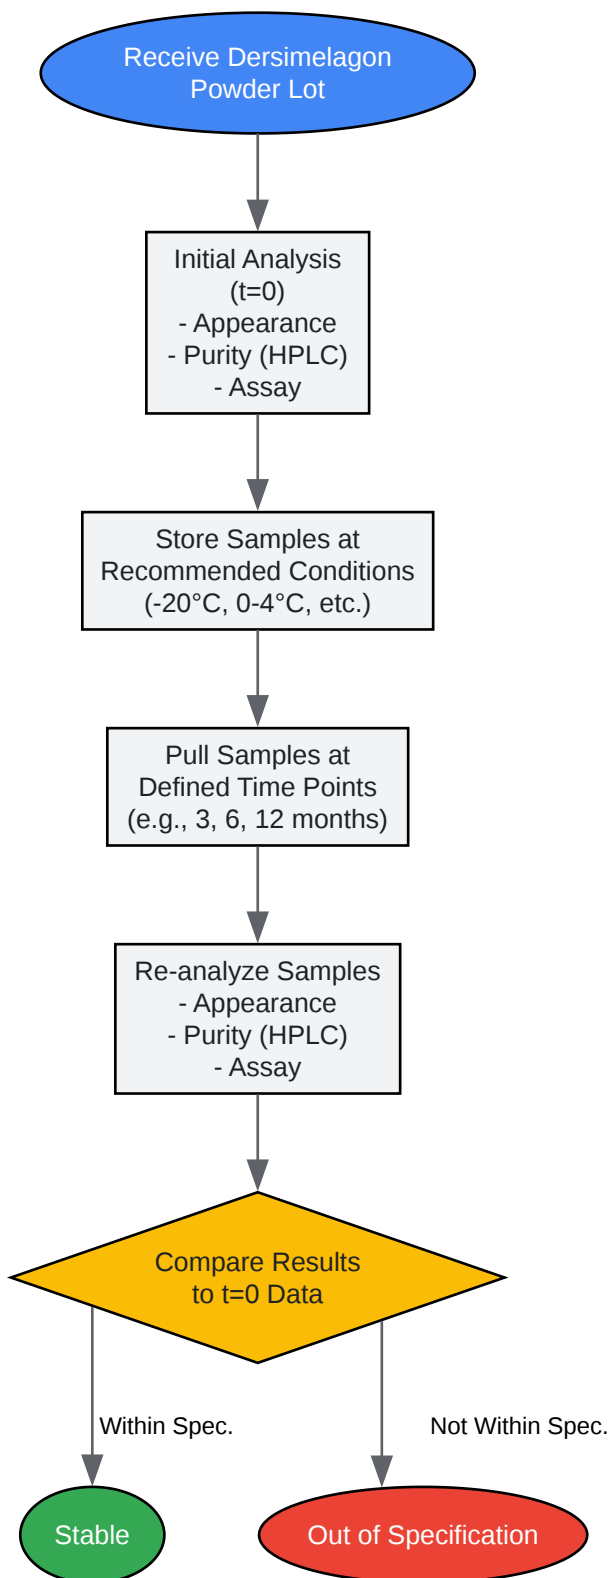 Receive Dersimelagon
Powder Lot
Initial Analysis
(t=0)
- Appearance
- Purity (HPLC)
- Assay
Store Samples at
Recommended Conditions
(-20°C, 0-4°C, etc.)
Pull Samples at
Defined Time Points
(e.g., 3, 6, 12 months)
Re-analyze Samples
- Appearance
- Purity (HPLC)
- Assay
Compare Results
to t=0 Data
Within Spec.
Not Within Spec.
Stable
Out of Specification